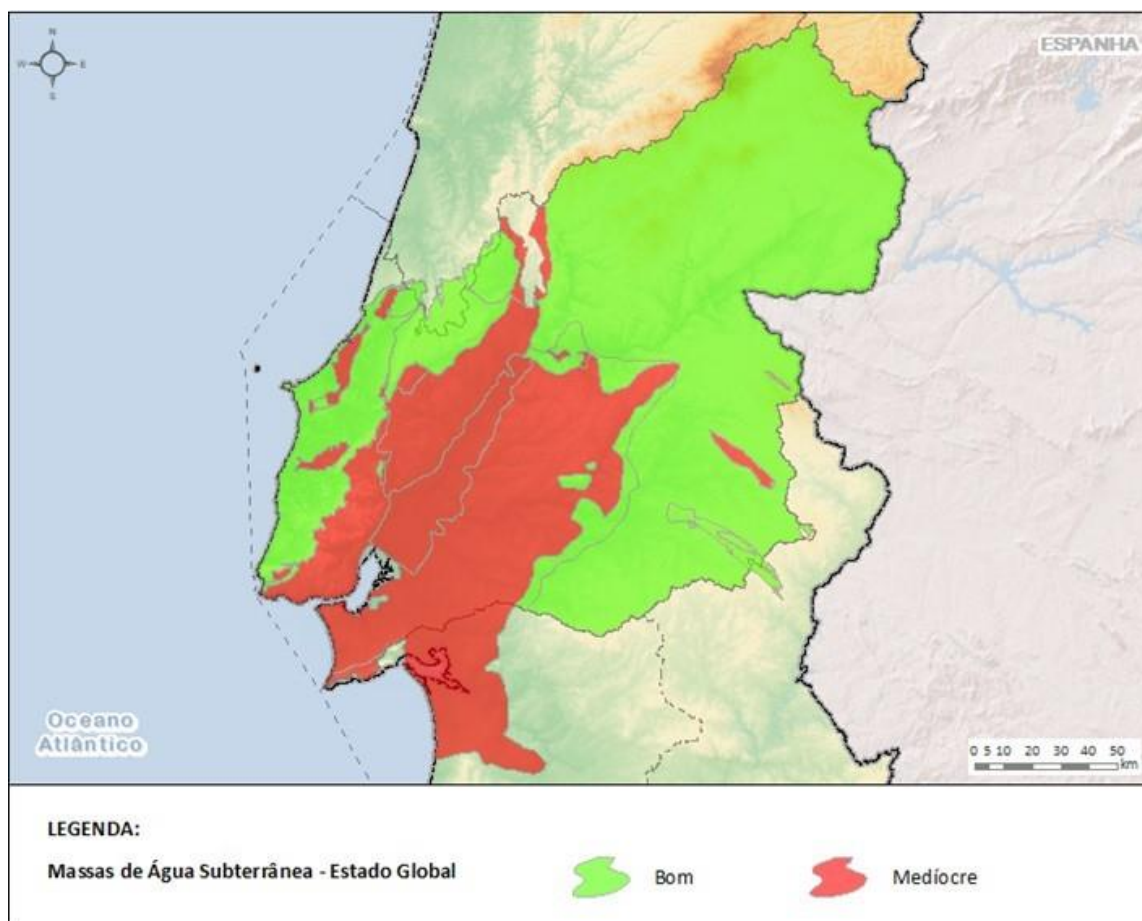 N
W E
S
ESPANHA
Oceano
Atlântico
0 5 10 20 30 40 50
km
LEGENDA:
Massas de Água Subterrânea - Estado Global
Bom
Medíocre